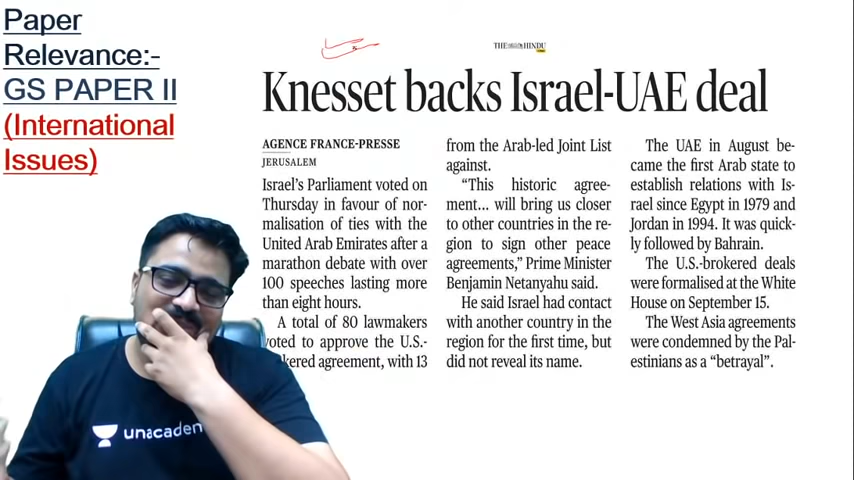 Paper
Relevance:-
GS PAPER II
(International
Issues)
THE HINDU
Knesset backs Israel-UAE deal
AGENCE FRANCE-PRESSE
JERUSALEM
Israel's Parliament voted on
Thursday in favour of nor-
malisation of ties with the
United Arab Emirates after a
marathon debate with over
100 speeches lasting more
than eight hours.
A total of 80 lawmakers
voted to approve the U.S.-
kered agreement, with 13
from the Arab-led Joint List
against.
“This historic agree-
ment... will bring us closer
to other countries in the re-
gion to sign other peace
agreements,” Prime Minister
Benjamin Netanyahu said.
He said Israel had contact
with another country in the
region for the first time, but
did not reveal its name.
The UAE in August be-
came the first Arab state to
establish relations with Is-
rael since Egypt in 1979 and
Jordan in 1994. It was quick-
ly followed by Bahrain.
The U.S.-brokered deals
were formalised at the White
House on September 15.
The West Asia agreements
were condemned by the Pal-
estinians as a “betrayal”.
unacadem